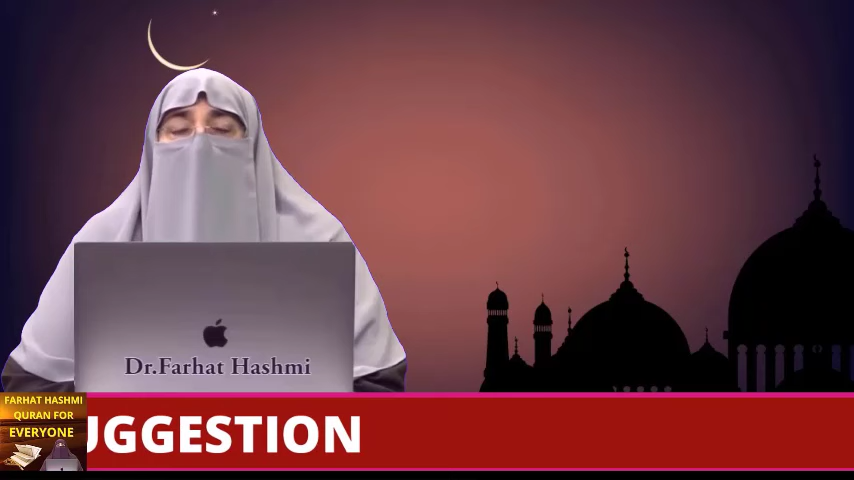 Dr.Farhat Hashmi
UGGESTION
FARHAT HASHMI
QURAN FOR
EVERYONE